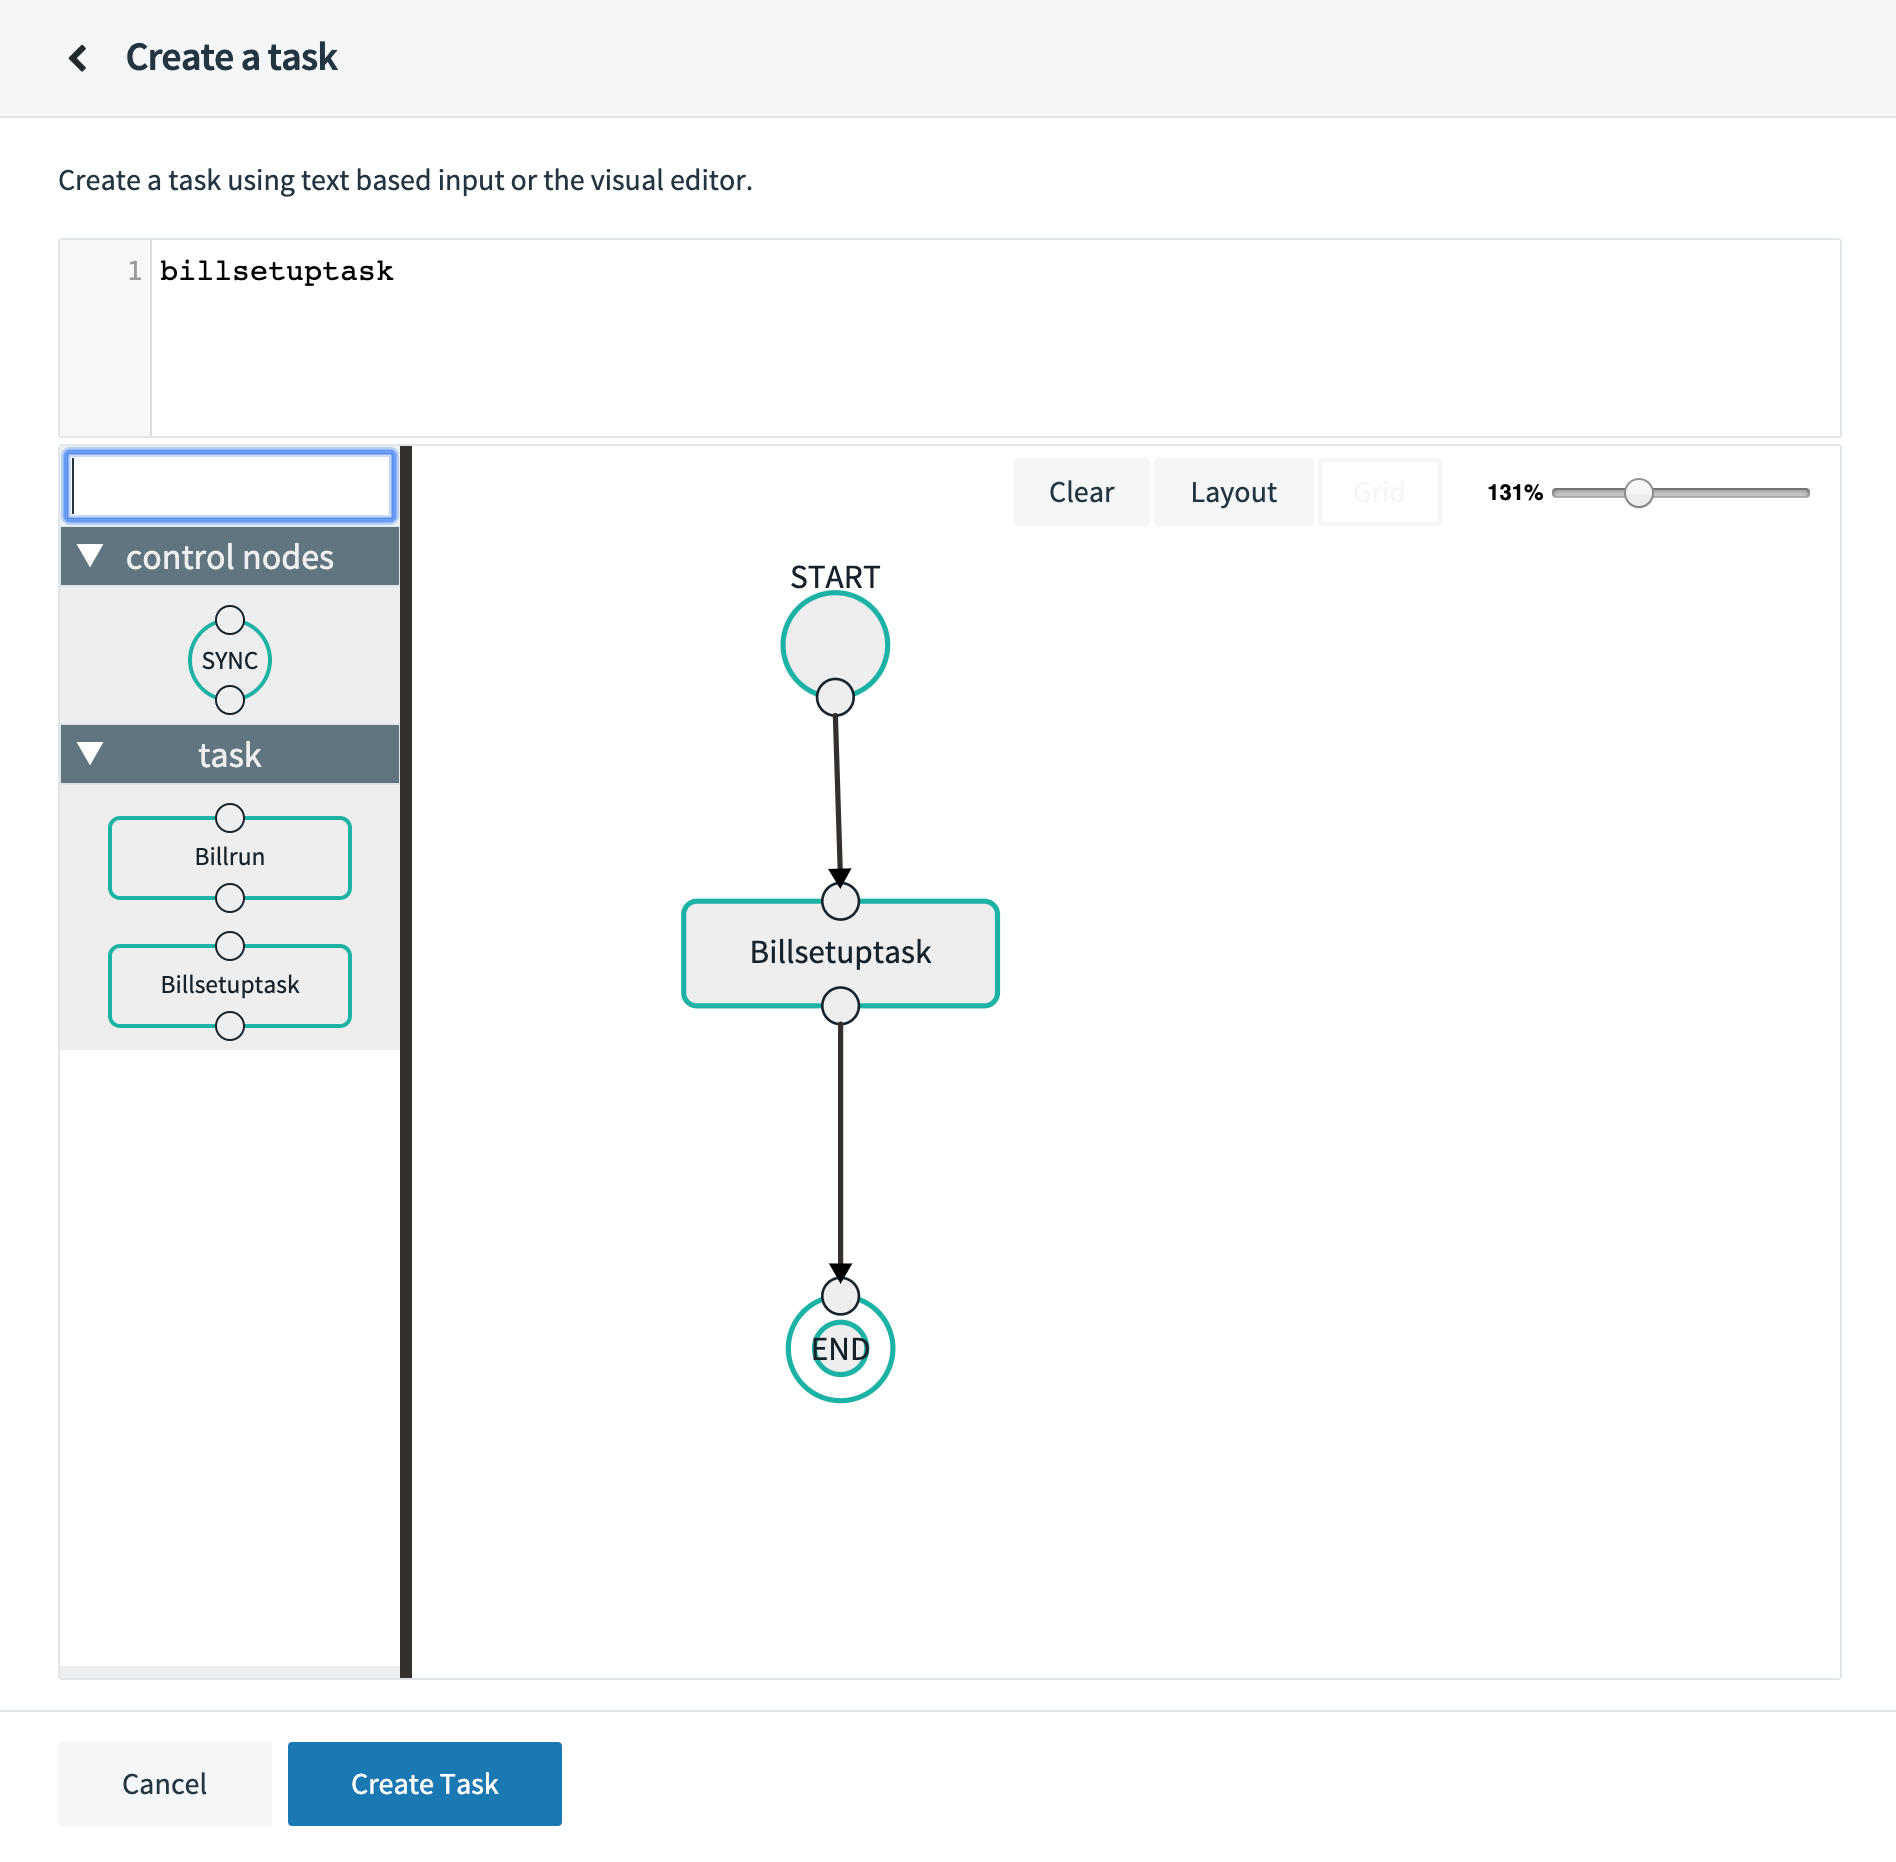 Create a task
Create a task using text based input or the visual editor.
1 billsetuptask
Clear Layout Grid 131%
control nodes
SYNC
task
Billrun
Billsetuptask
START
Billsetuptask
END
Cancel Create Task